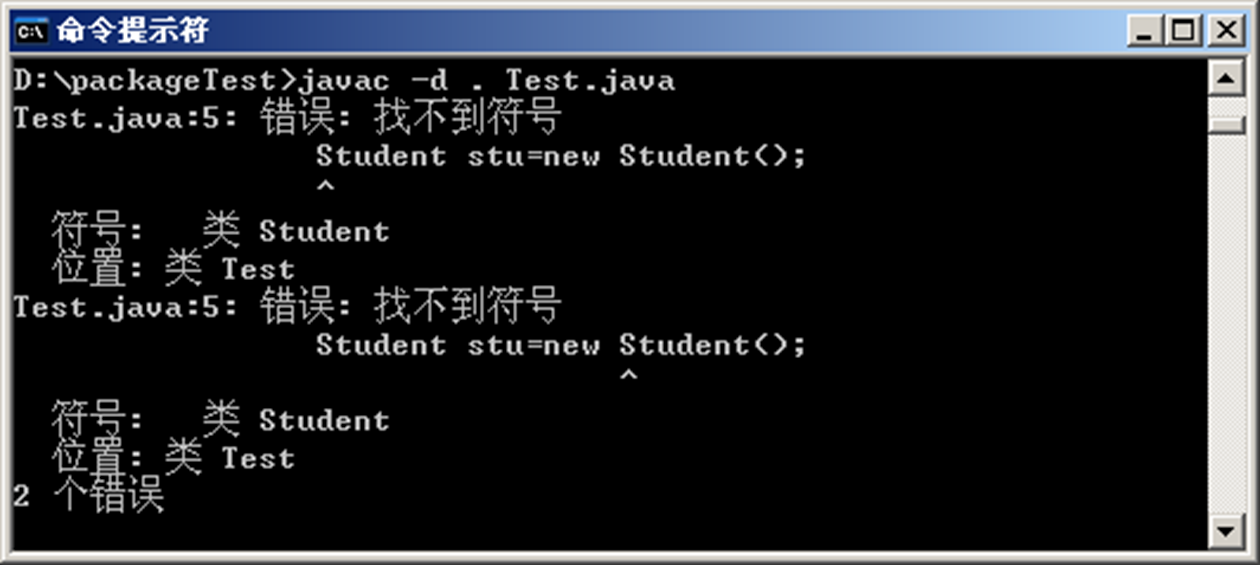 命令提示符
D:\packageTest>javac -d . Test.java
Test.java:5: 错误: 找不到符号
Student stu=new Student();
^
符号:   类 Student
位置: 类 Test
Test.java:5: 错误: 找不到符号
Student stu=new Student();
^
符号:   类 Student
位置: 类 Test
2 个错误